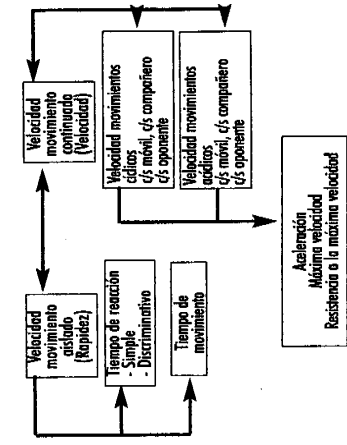 Velocidad
movimiento
aislado
(Rapidez)
Tiempo de reacción
- Simple
- Discriminativo
Tiempo de
movimiento
Velocidad
movimiento
continuada
(Velocidad)
Velocidad movimientos
cíclicos
c/s móvil, c/s compañero
c/s oponente
Velocidad movimientos
acíclicos
c/s móvil, c/s compañero
c/s oponente
Aceleración
Máxima velocidad
Resistencia a la máxima velocidad